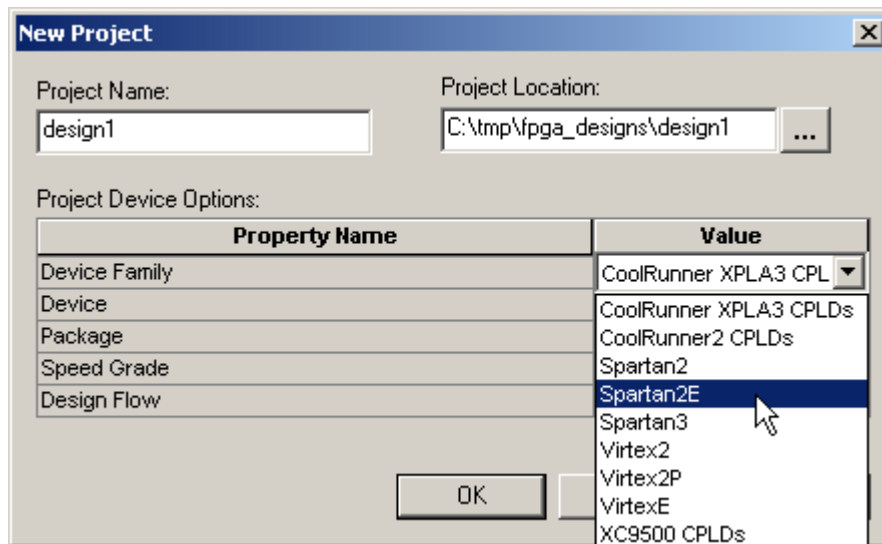 New Project
Project Name:
Project Location:
design1
C:\tmp\fpga_designs\design1
...
Project Device Options:
Property Name
Value
Device Family
CoolRunner XPLA3 CPL
Device
Package
Speed Grade
Design Flow
CoolRunner XPLA3 CPLDs
CoolRunner2 CPLDs
Spartan2
Spartan2E
Spartan3
Virtex2
Virtex2P
VirtexE
XC9500 CPLDs
OK